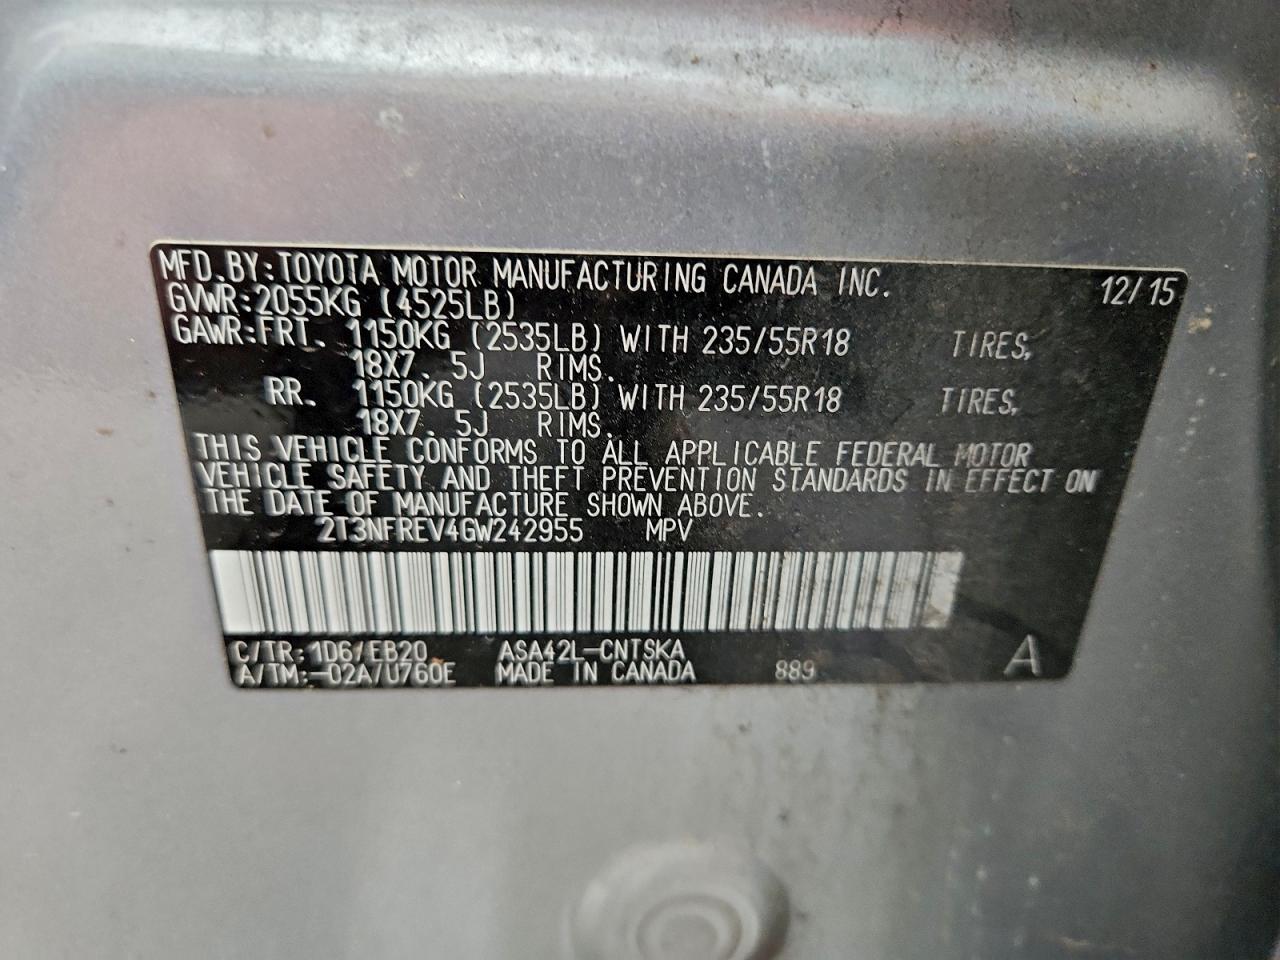 MFD.BY:TOYOTA MOTOR MANUFACTURING CANADA INC. 12/15
GVWR:2055KG (4525LB)
GAWR:FRT. 1150KG (2535LB) WITH 235/55R18 TIRES,
18X7. 5J RIMS.
RR. 1150KG (2535LB) WITH 235/55R18 TIRES,
18X7. 5J RIMS.
THIS VEHICLE CONFORMS TO ALL APPLICABLE FEDERAL MOTOR
VEHICLE SAFETY AND THEFT PREVENTION STANDARDS IN EFFECT ON
THE DATE OF MANUFACTURE SHOWN ABOVE.
2T3NFREV4GW242955 MPV
C/TR:1D6/EB20 ASA42L-CNTSKA
A/TM:-02A/U760E MADE IN CANADA 889 A